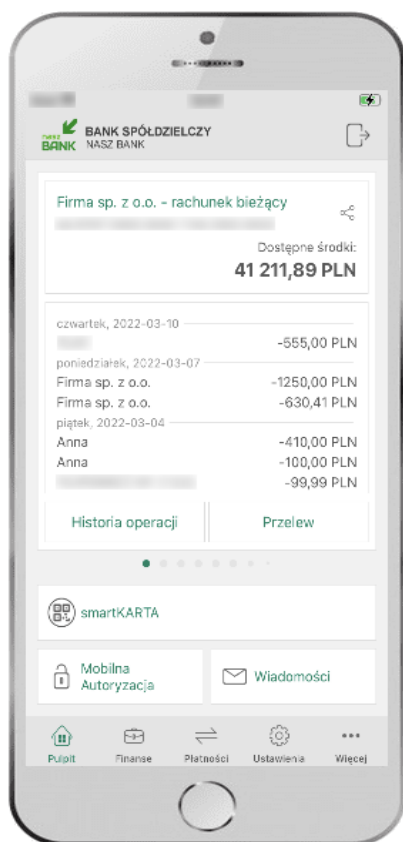 NASZ
BANK
BANK SPÓŁDZIELCZY
NASZ BANK
Firma sp. z o.o. – rachunek bieżący
Dostępne środki:
41 211,89 PLN
czwartek, 2022-03-10
-555,00 PLN
poniedziałek, 2022-03-07
Firma sp. z o.o. -1250,00 PLN
Firma sp. z o.o. -630,41 PLN
piątek, 2022-03-04
Anna -410,00 PLN
Anna -100,00 PLN
-99,99 PLN
Historia operacji Przelew
smartKARTA
Mobilna
Autoryzacja
Wiadomości
Pulpit Finanse Płatności Ustawienia Więcej